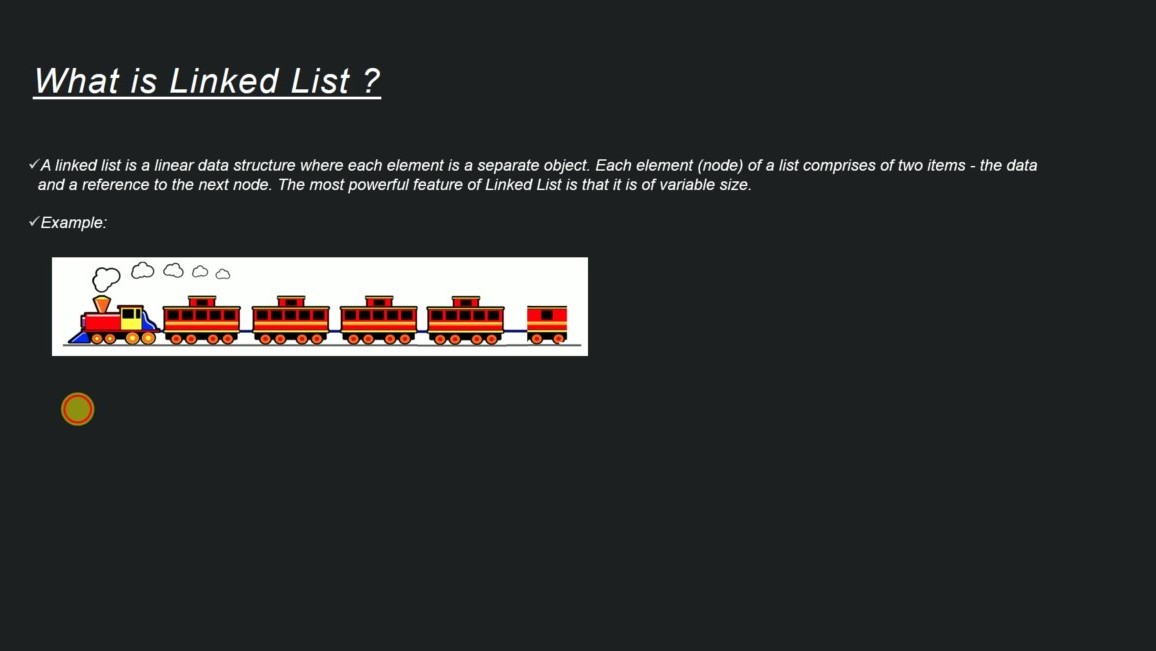 What is Linked List ?
✓A linked list is a linear data structure where each element is a separate object. Each element (node) of a list comprises of two items - the data
and a reference to the next node. The most powerful feature of Linked List is that it is of variable size.
✓Example: